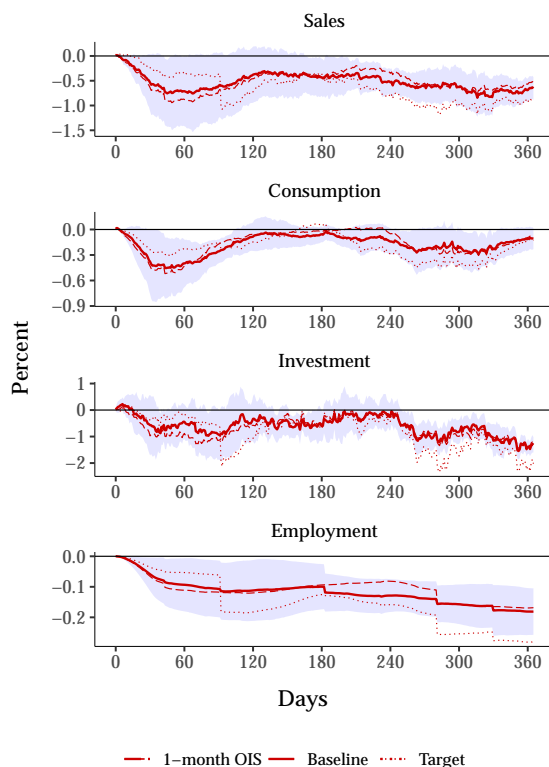 Sales
0.0
−0.5
−1.0
−1.5
0 60 120 180 240 300 360
Consumption
0.0
−0.3
−0.6
−0.9
0 60 120 180 240 300 360
Percent
Investment
1
0
−1
−2
0 60 120 180 240 300 360
Employment
0.0
−0.1
−0.2
0 60 120 180 240 300 360
Days
1−month OIS Baseline Target